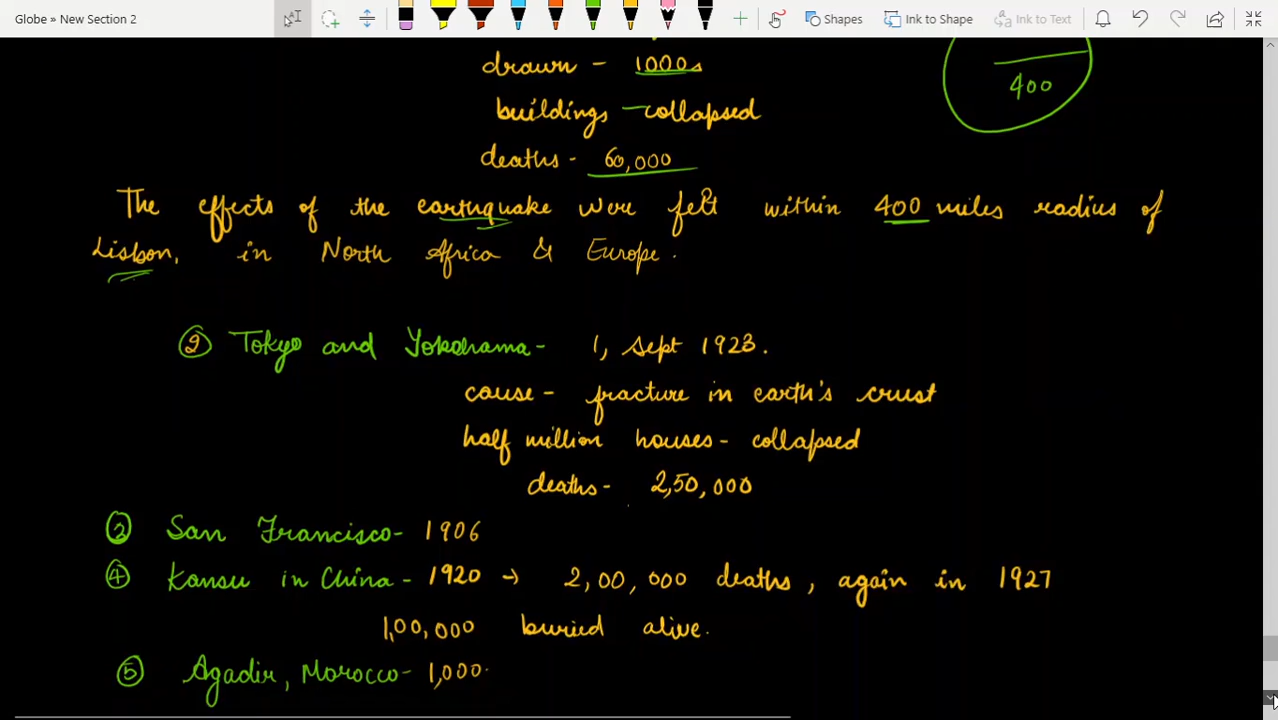 Globe » New Section 2
Shapes
Ink to Shape
Ink to Text
drawn - 1000s
400
buildings - collapsed
deaths - 60,000
The effects of the earthquake were felt within 400 miles radius of
Lisbon, in North Africa & Europe.
② Tokyo and Yokohama - 1, Sept 1923.
cause - fracture in earth's crust
half million houses - collapsed
deaths - 2,50,000
③ San Francisco - 1906
④ Kansu in China - 1920 → 2,00,000 deaths, again in 1927
1,00,000 buried alive.
⑤ Agadir, Morocco - 1,000.